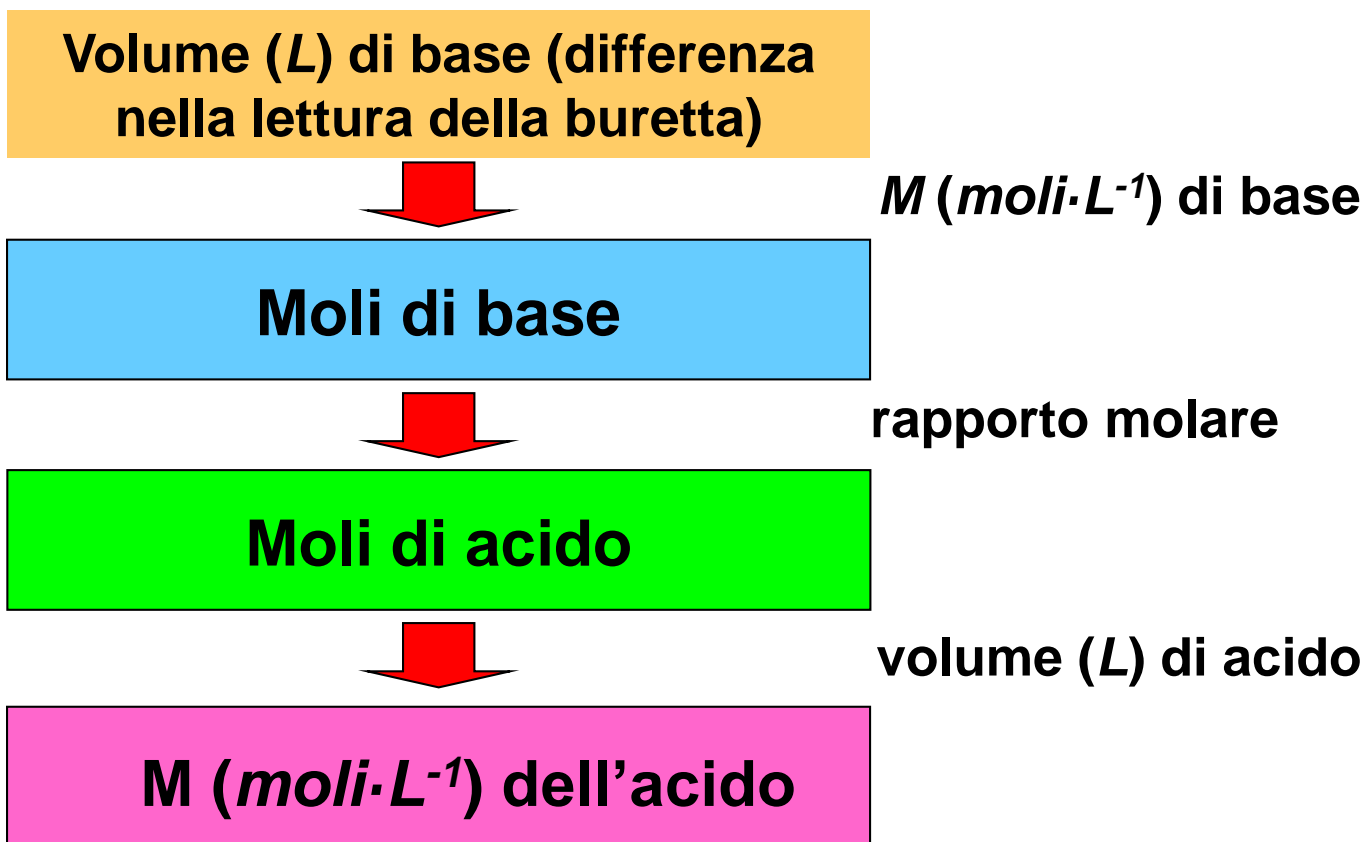 Volume (L) di base (differenza
nella lettura della buretta)
M (moli·L⁻¹) di base
Moli di base
rapporto molare
Moli di acido
volume (L) di acido
M (moli·L⁻¹) dell’acido